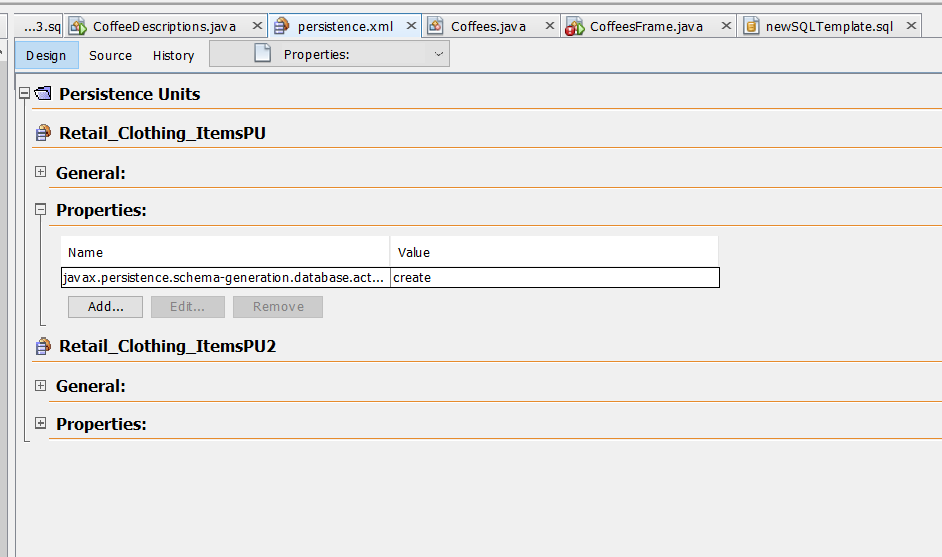 ...3.sq CoffeeDescriptions.java persistence.xml Coffees.java CoffeesFrame.java newSQLTemplate.sql
Design Source History Properties:
Persistence Units
Retail_Clothing_ItemsPU
General:
Properties:
Name Value
javax.persistence.schema-generation.database.act... create
Add... Edit... Remove
Retail_Clothing_ItemsPU2
General:
Properties: